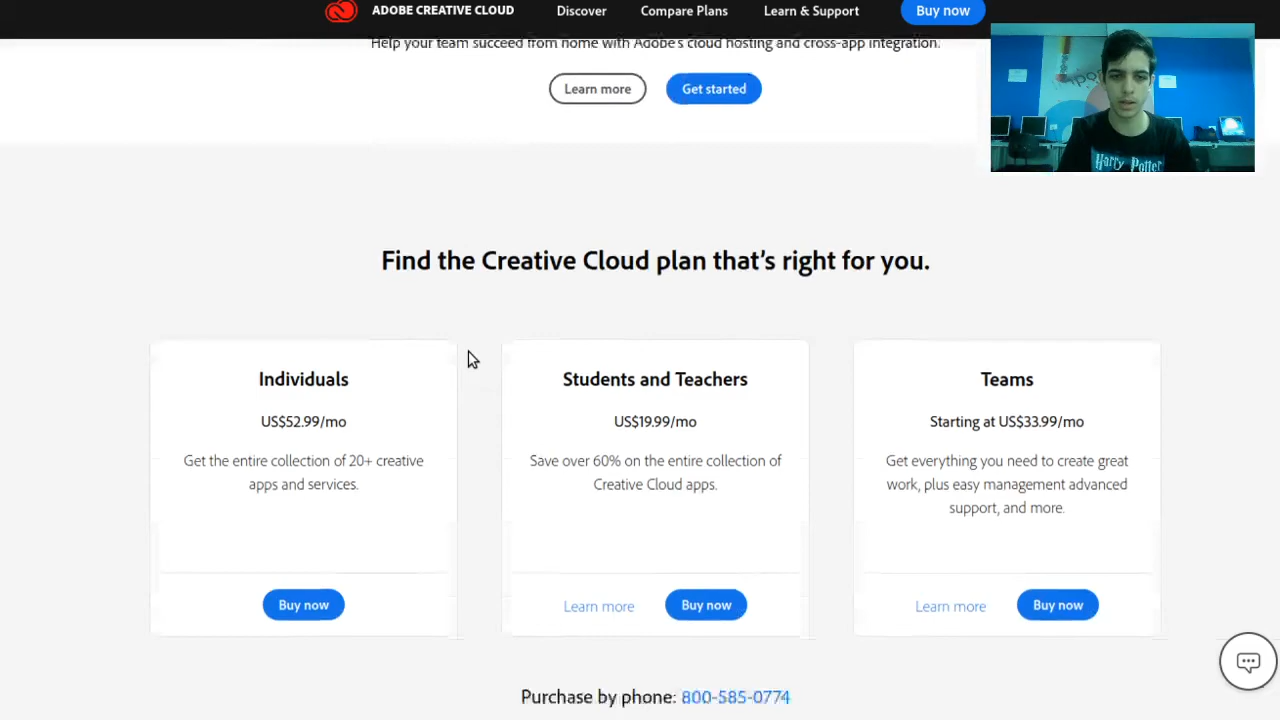 ADOBE CREATIVE CLOUD Discover Compare Plans Learn & Support Buy now
Help your team succeed from home with Adobe's cloud hosting and cross-app integration.
Learn more Get started
Harry Potter
Find the Creative Cloud plan that's right for you.
Individuals
US$52.99/mo
Get the entire collection of 20+ creative
apps and services.
Buy now
Students and Teachers
US$19.99/mo
Save over 60% on the entire collection of
Creative Cloud apps.
Learn more Buy now
Teams
Starting at US$33.99/mo
Get everything you need to create great
work, plus easy management advanced
support, and more.
Learn more Buy now
Purchase by phone: 800-585-0774